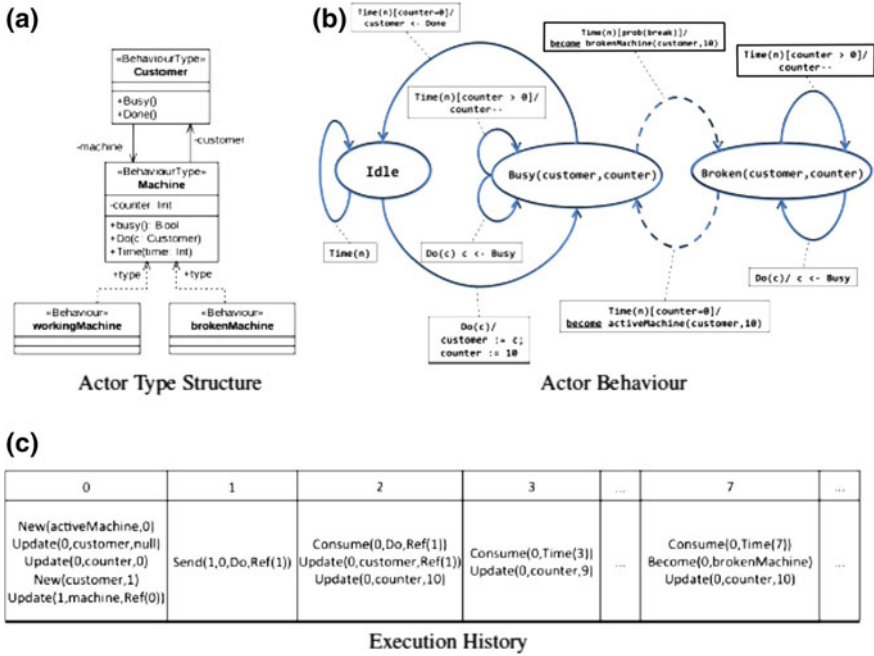 (a)
«BehaviourType»
Customer
+Busy()
+Done()
-machine
-customer
«BehaviourType»
Machine
-counter: Int
+busy(): Bool
+Do(c: Customer)
+Time(time: Int)
+type
+type
«Behaviour»
workingMachine
«Behaviour»
brokenMachine
Actor Type Structure
(b)
Time(n)[counter=0]/
customer <- Done
Time(n)[counter > 0]/
counter--
Time(n)[prob(break)]/
become brokenMachine(customer,10)
Time(n)[counter > 0]/
counter--
Idle
Busy(customer,counter)
Broken(customer,counter)
Time(n)
Do(c) c <- Busy
Do(c)/
customer := c;
counter := 10
Time(n)[counter=0]/
become activeMachine(customer,10)
Do(c)/ c <- Busy
Actor Behaviour
(c)
0
1
2
3
...
7
...
New(activeMachine,0)
Update(0,customer,null)
Update(0,counter,0)
New(customer,1)
Update(1,machine,Ref(0))
Send(1,0,Do,Ref(1))
Consume(0,Do,Ref(1))
Update(0,customer,Ref(1))
Update(0,counter,10)
Consume(0,Time(3))
Update(0,counter,9)
...
Consume(0,Time(7))
Become(0,brokenMachine)
Update(0,counter,10)
...
Execution History